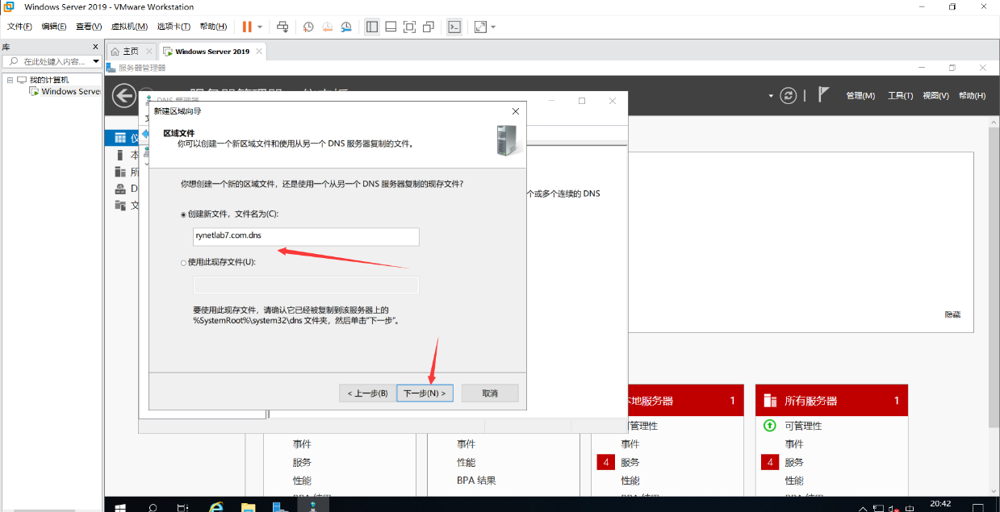 Windows Server 2019 - VMware Workstation
文件(F) 编辑(E) 查看(V) 虚拟机(M) 选项卡(T) 帮助(H)
库
在此处键入内容...
我的计算机
Windows Server
主页
Windows Server 2019
服务器管理器
管理(M) 工具(T) 视图(V) 帮助(H)
DNS 管理器
新建区域向导
区域文件
你可以创建一个新区域文件和使用从另一个 DNS 服务器复制的文件。
你想创建一个新的区域文件，还是使用一个从另一个 DNS 服务器复制的现存文件?
个或多个连续的 DNS
创建新文件，文件名为(C):
rynetlab7.com.dns
使用此现存文件(U):
要使用此现存文件，请确认它已经被复制到该服务器上的
%SystemRoot%\system32\dns 文件夹，然后单击"下一步"。
< 上一步(B) 下一步(N) > 取消
仪
本
所
D
文
隐藏
本地服务器 1
可管理性
事件
4 服务
性能
所有服务器 1
可管理性
事件
4 服务
性能
事件
服务
性能
BPA 结果
事件
性能
BPA 结果
中
20:42